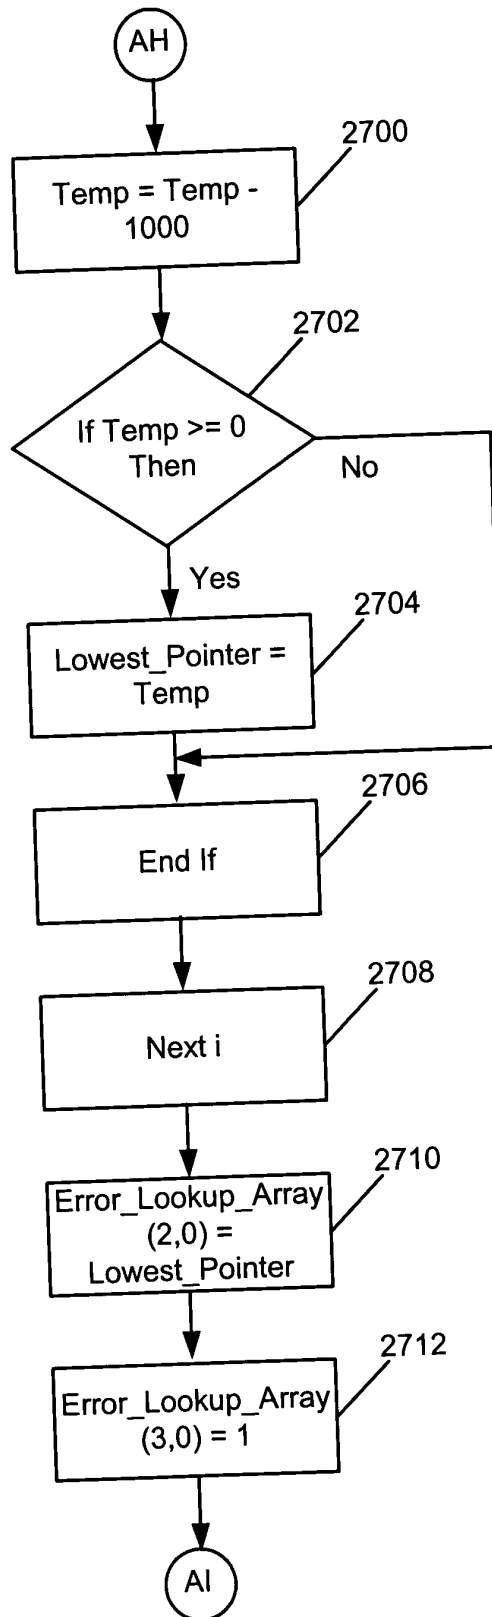 AH
2700
Temp = Temp -
1000
2702
If Temp >= 0
Then
No
Yes
2704
Lowest_Pointer =
Temp
2706
End If
2708
Next i
2710
Error_Lookup_Array
(2,0) =
Lowest_Pointer
2712
Error_Lookup_Array
(3,0) = 1
AI